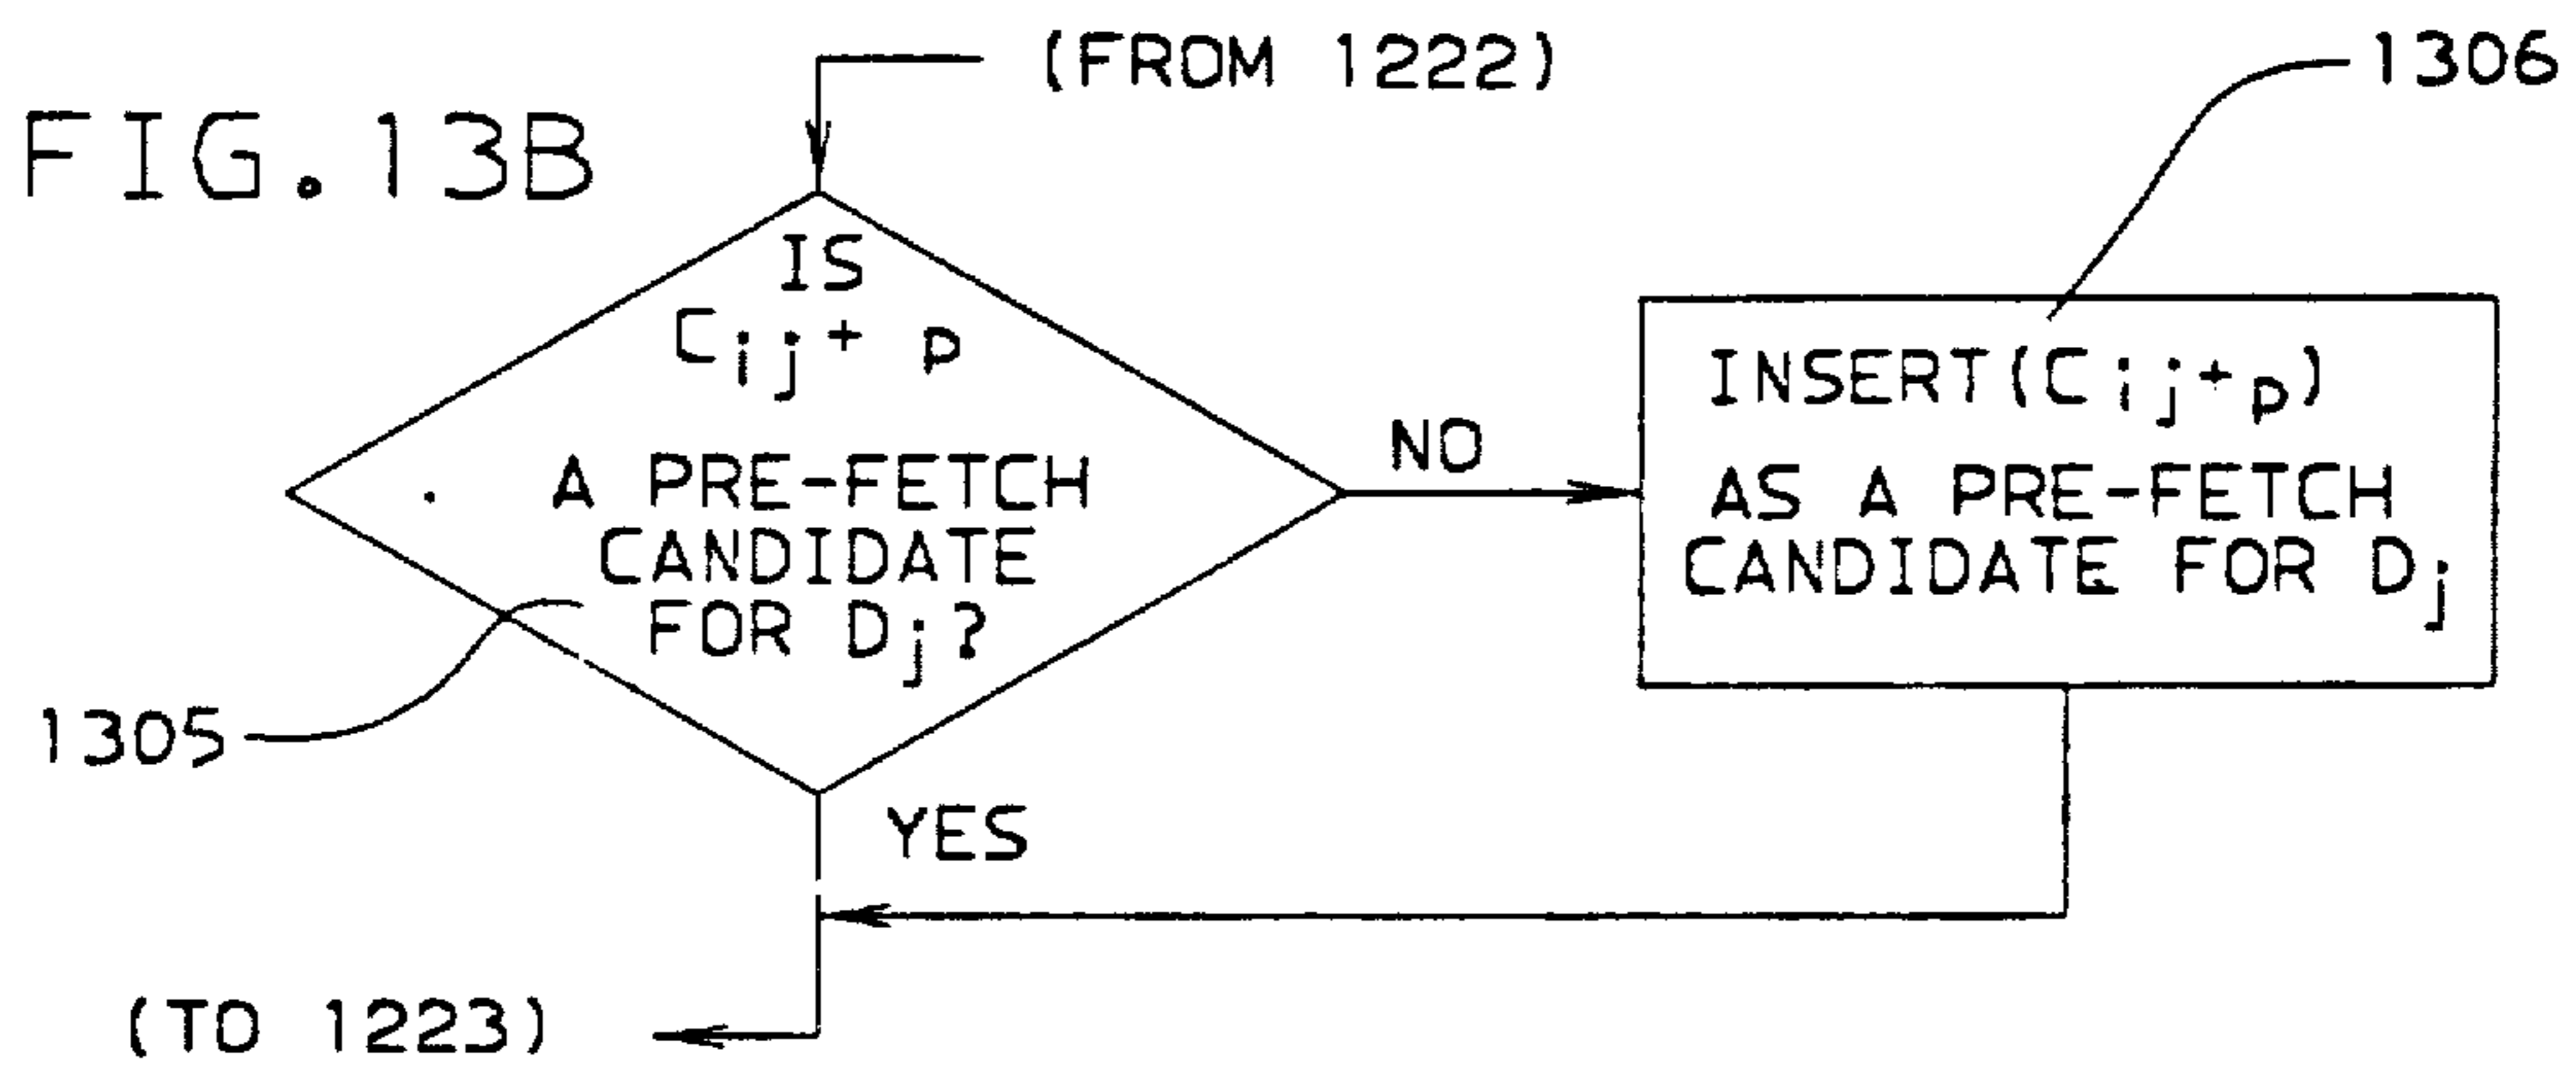 (FROM 1222)
1306
FIG.13B
IS
Cij+ p
A PRE-FETCH
CANDIDATE
FOR Dj?
NO
INSERT(Cij+p)
AS A PRE-FETCH
CANDIDATE FOR Dj
1305
YES
(TO 1223)